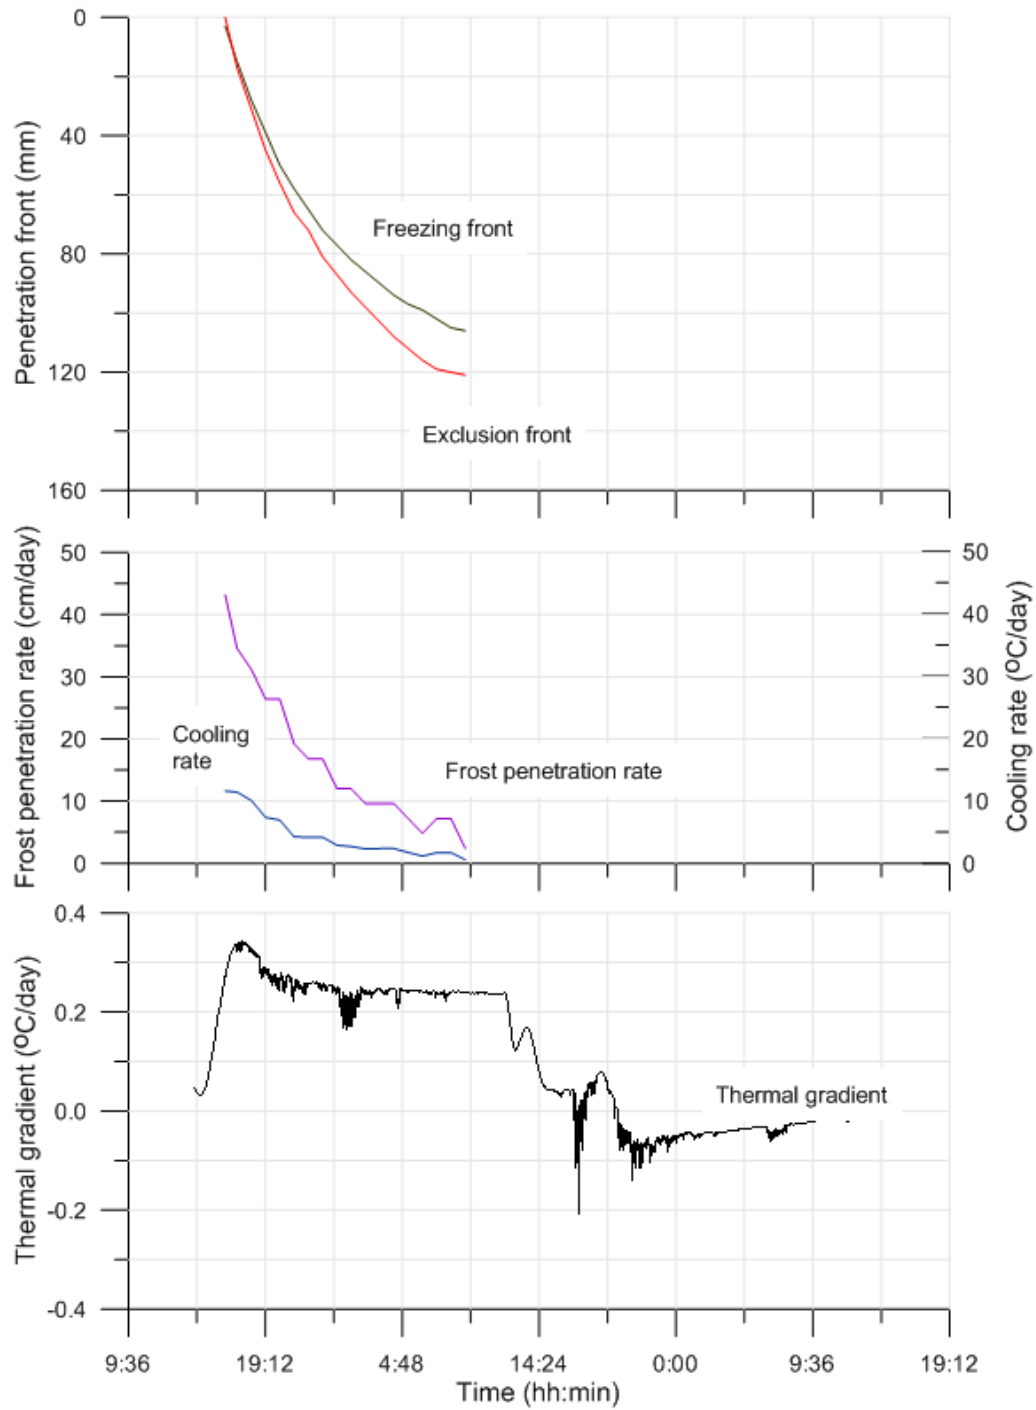 0
40
80
120
160
Penetration front (mm)
Freezing front
Exclusion front
50
40
30
20
10
0
Frost penetration rate (cm/day)
Cooling
rate
Frost penetration rate
50
40
30
20
10
0
Cooling rate (ºC/day)
0.4
0.2
0.0
-0.2
-0.4
Thermal gradient (ºC/day)
Thermal gradient
9:36 19:12 4:48 14:24 0:00 9:36 19:12
Time (hh:min)